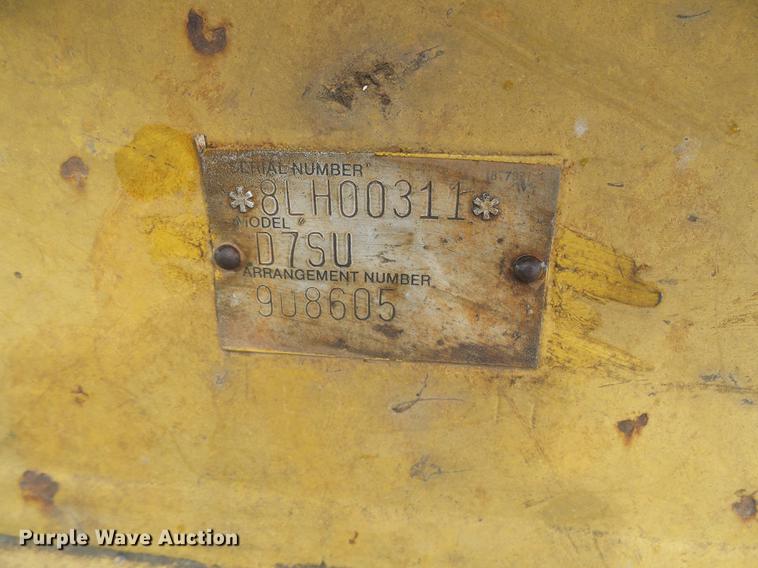 SERIAL NUMBER
*8LH00311*
MODEL
D7SU
ARRANGEMENT NUMBER
9U8605
Purple Wave Auction